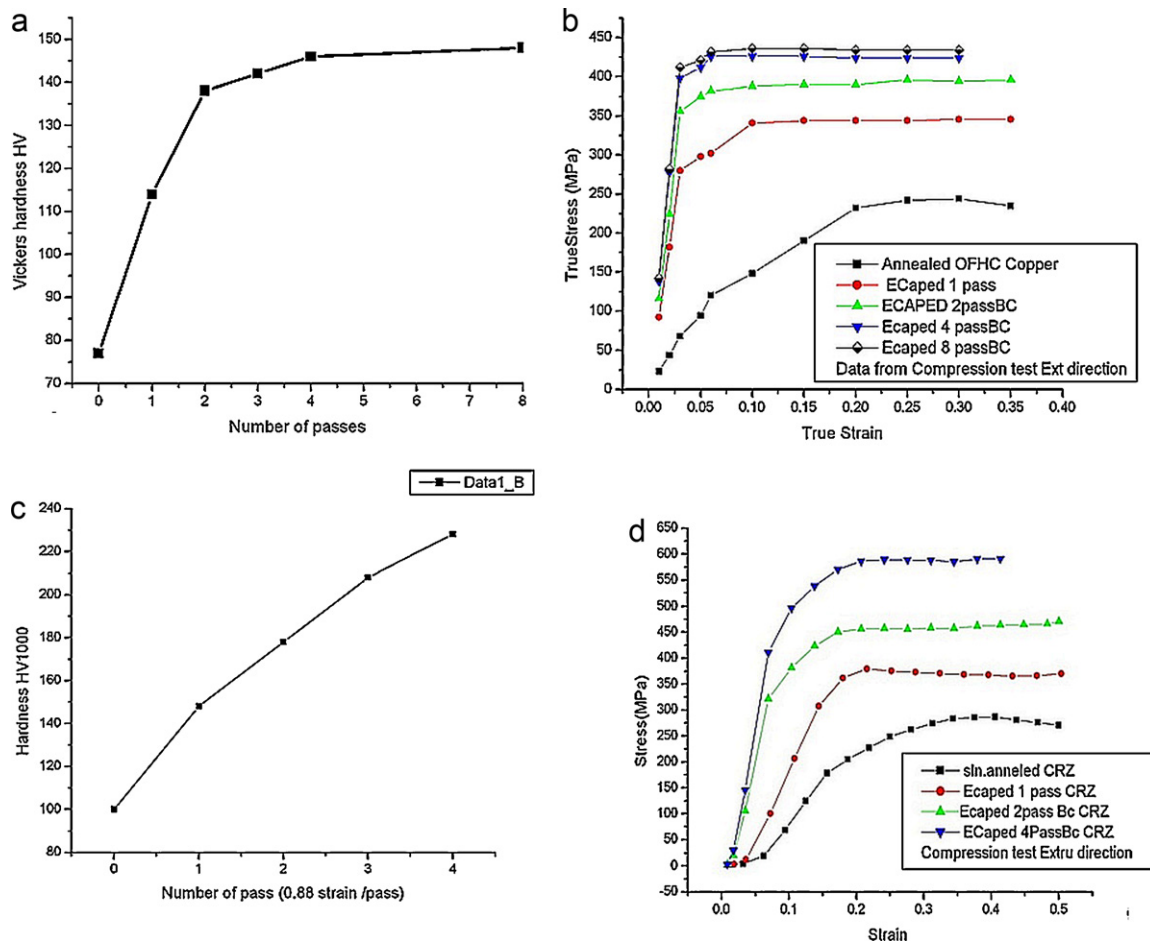 a
150
140
130
120
110
100
90
80
70
Vickers hardness HV
0 1 2 3 4 5 6 7 8
Number of passes
b
450
400
350
300
250
200
150
100
50
0
TrueStress (MPa)
Annealed OFHC Copper
ECaped 1 pass
ECAPED 2passBC
Ecaped 4 passBC
Ecaped 8 passBC
Data from Compression test Ext direction
0.00 0.05 0.10 0.15 0.20 0.25 0.30 0.35 0.40
True Strain
c
Data1_B
240
220
200
180
160
140
120
100
80
Hardness HV1000
0 1 2 3 4
Number of pass (0.88 strain /pass)
d
650
600
550
500
450
400
350
300
250
200
150
100
50
0
-50
Stress(MPa)
sln.anneled CRZ
Ecaped 1 pass CRZ
Ecaped 2pass Bc CRZ
ECaped 4PassBc CRZ
Compression test Extru direction
0.0 0.1 0.2 0.3 0.4 0.5
Strain